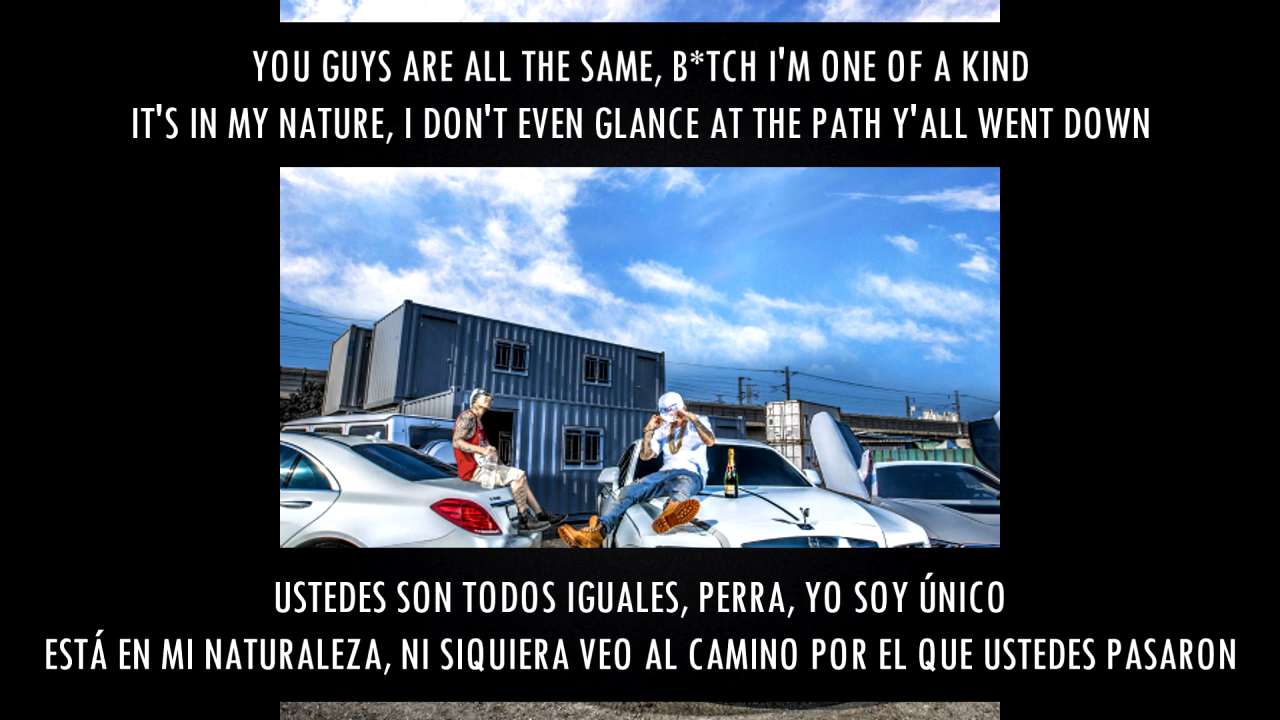 YOU GUYS ARE ALL THE SAME, B*TCH I'M ONE OF A KIND
IT'S IN MY NATURE, I DON'T EVEN GLANCE AT THE PATH Y'ALL WENT DOWN
USTEDES SON TODOS IGUALES, PERRA, YO SOY ÚNICO
ESTÁ EN MI NATURALEZA, NI SIQUIERA VEO AL CAMINO POR EL QUE USTEDES PASARON